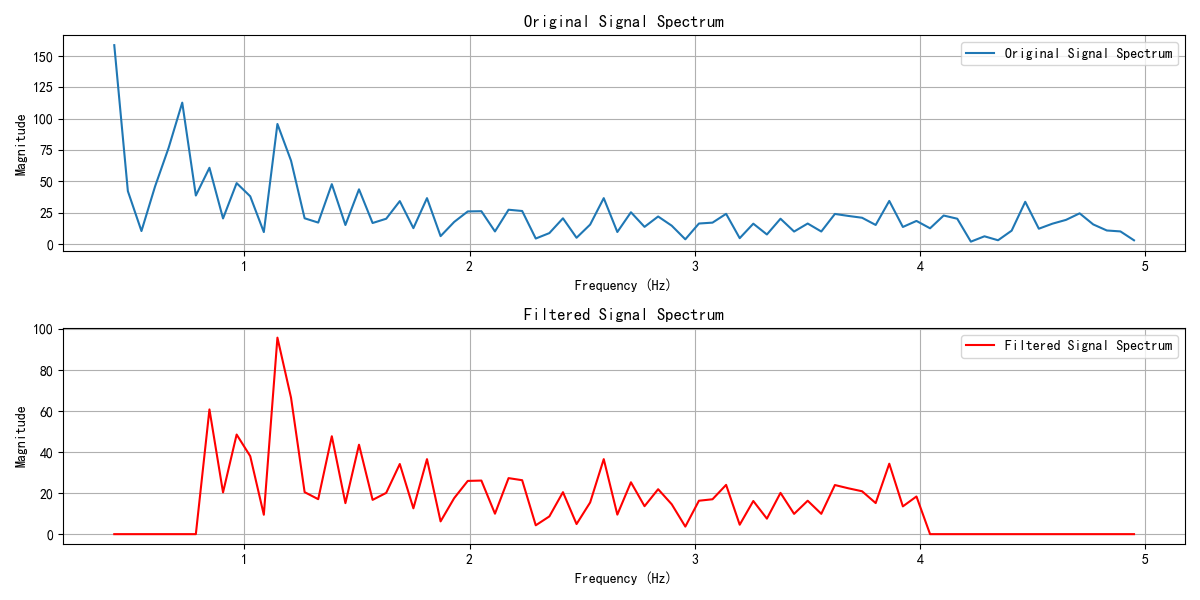 Original Signal Spectrum
Original Signal Spectrum
150
125
100
75
50
25
0
Magnitude
1 2 3 4 5
Frequency (Hz)
Filtered Signal Spectrum
Filtered Signal Spectrum
100
80
60
40
20
0
Magnitude
1 2 3 4 5
Frequency (Hz)